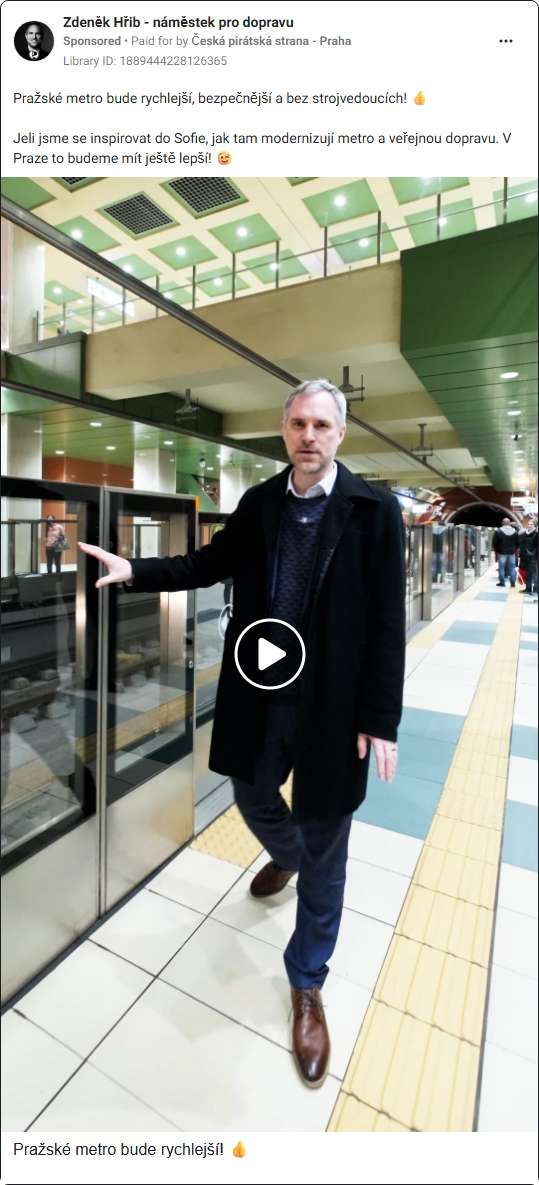 Zdeněk Hřib - náměstek pro dopravu
Sponsored • Paid for by Česká pirátská strana - Praha
Library ID: 1889444228126365
Pražské metro bude rychlejší, bezpečnější a bez strojvedoucích! 👍
Jeli jsme se inspirovat do Sofie, jak tam modernizují metro a veřejnou dopravu. V
Praze to budeme mít ještě lepší! 😉
Pražské metro bude rychlejší! 👍